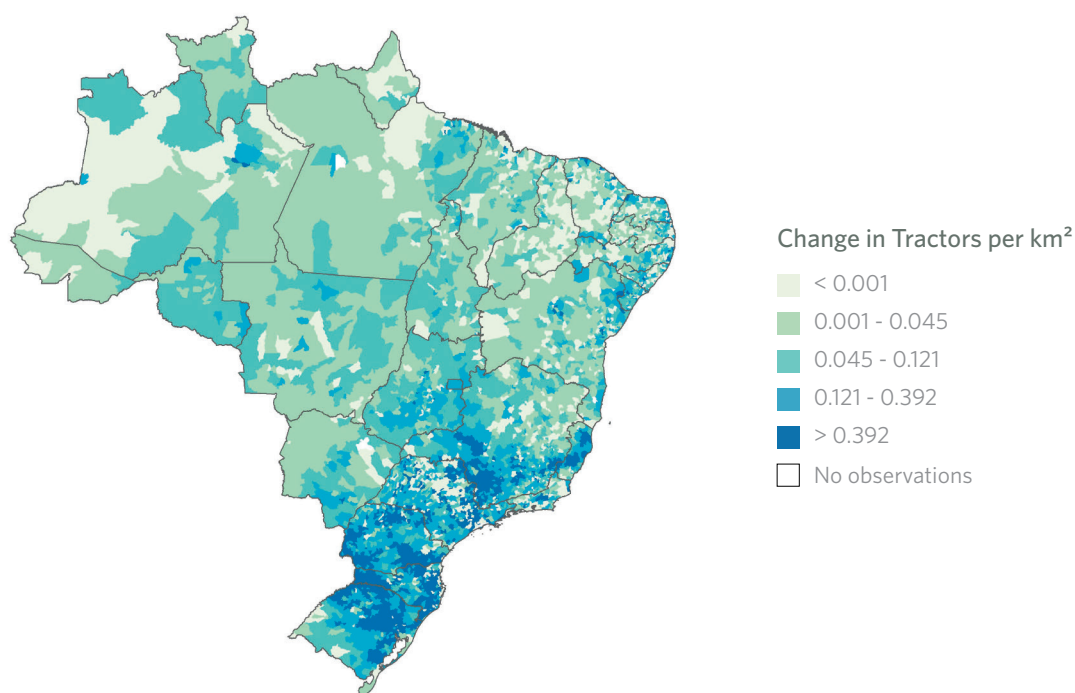 Change in Tractors per km²
< 0.001
0.001 - 0.045
0.045 - 0.121
0.121 - 0.392
> 0.392
No observations